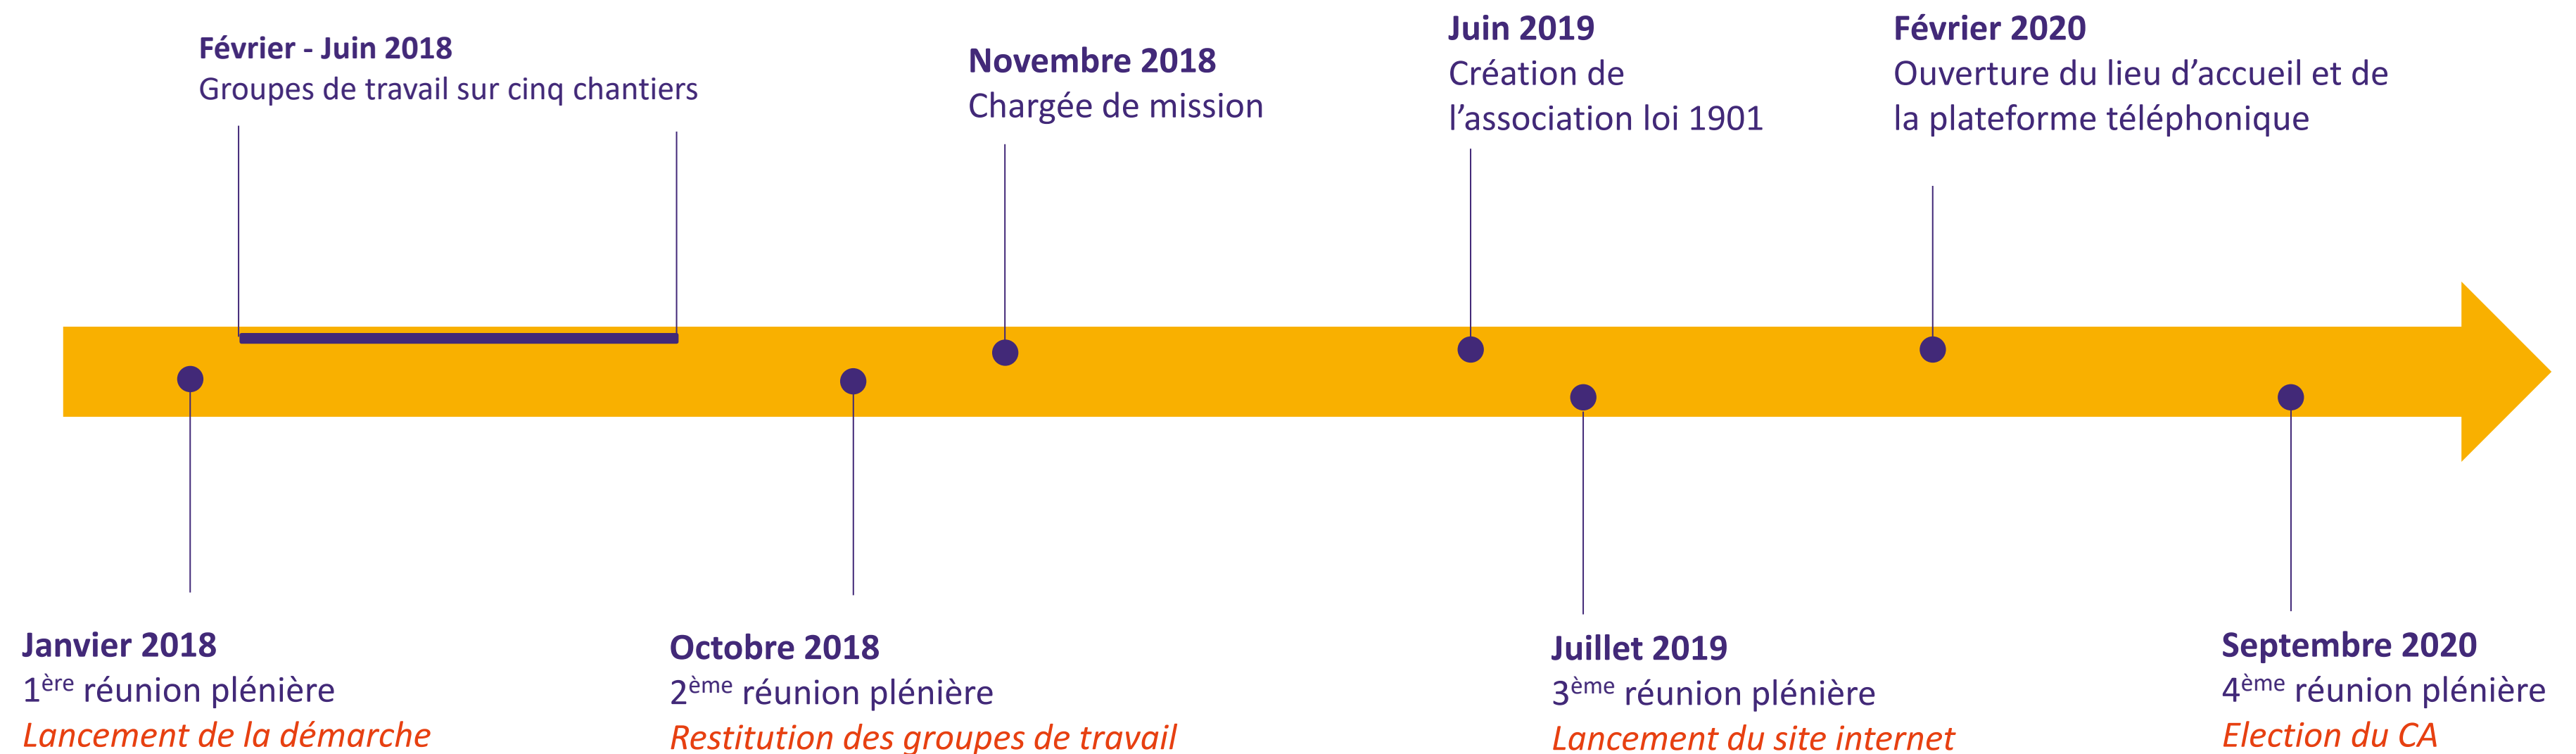 Février - Juin 2018
Groupes de travail sur cinq chantiers
Novembre 2018
Chargée de mission
Juin 2019
Création de
l’association loi 1901
Février 2020
Ouverture du lieu d’accueil et de
la plateforme téléphonique
Janvier 2018
1ère réunion plénière
Lancement de la démarche
Octobre 2018
2ème réunion plénière
Restitution des groupes de travail
Juillet 2019
3ème réunion plénière
Lancement du site internet
Septembre 2020
4ème réunion plénière
Election du CA